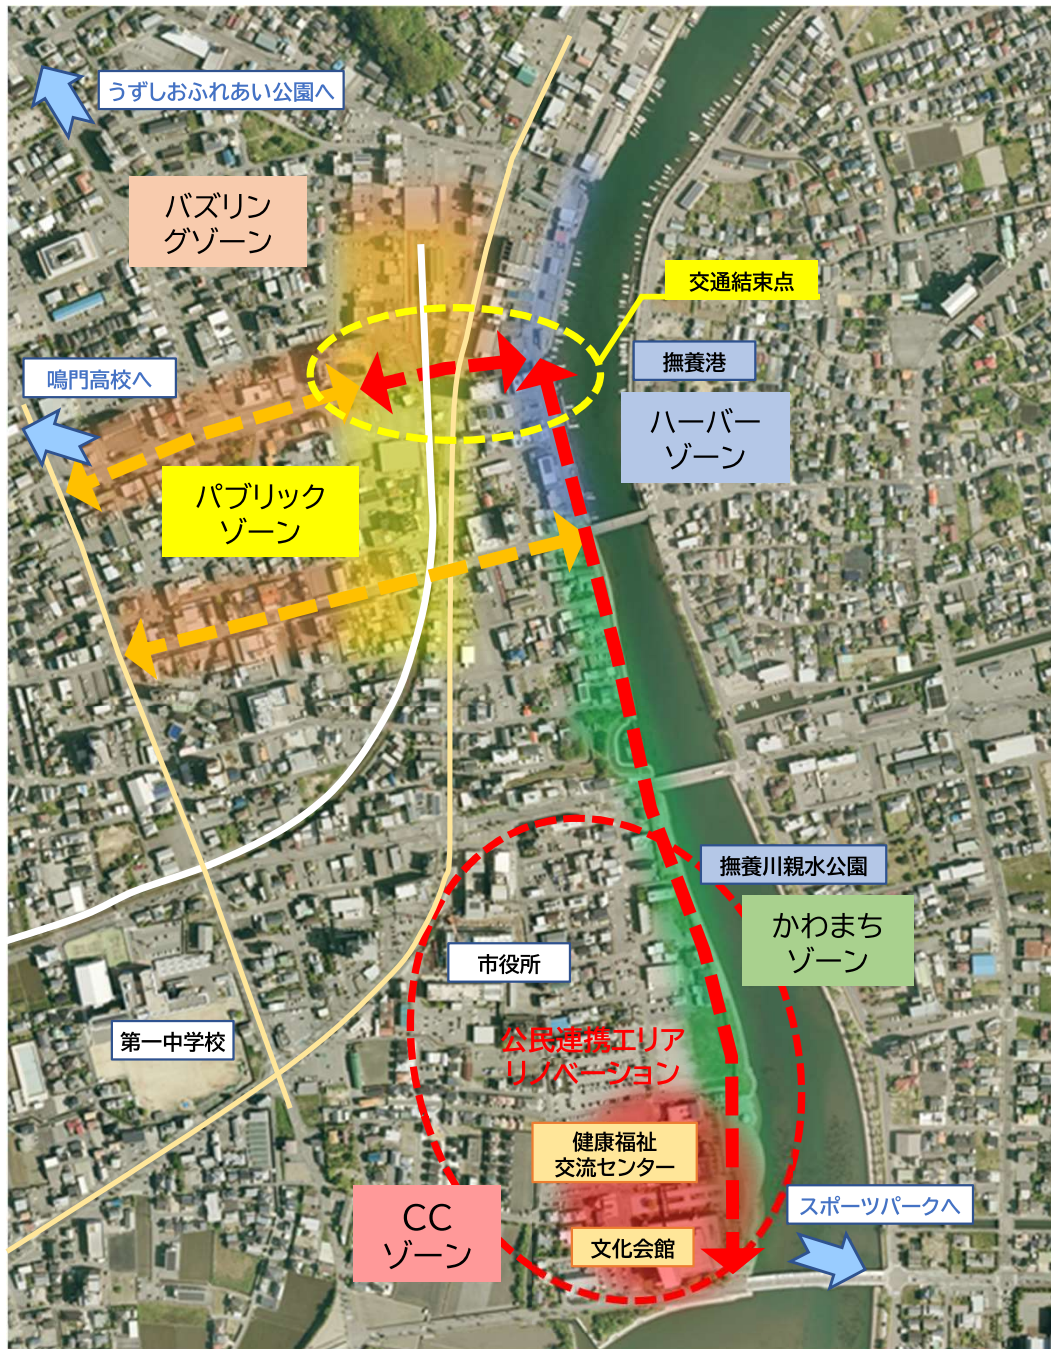 うずしおふれあい公園へ
バズリン
グゾーン
交通結束点
撫養港
鳴門高校へ
ハーバー
ゾーン
パブリック
ゾーン
撫養川親水公園
かわまち
ゾーン
市役所
第一中学校
公民連携エリア
リノベーション
健康福祉
交流センター
スポーツパークへ
CC
ゾーン
文化会館